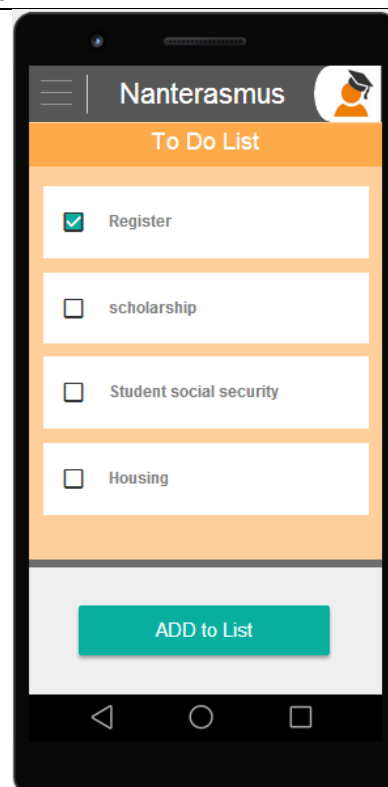 Nanterasmus
To Do List
Register
scholarship
Student social security
Housing
ADD to List